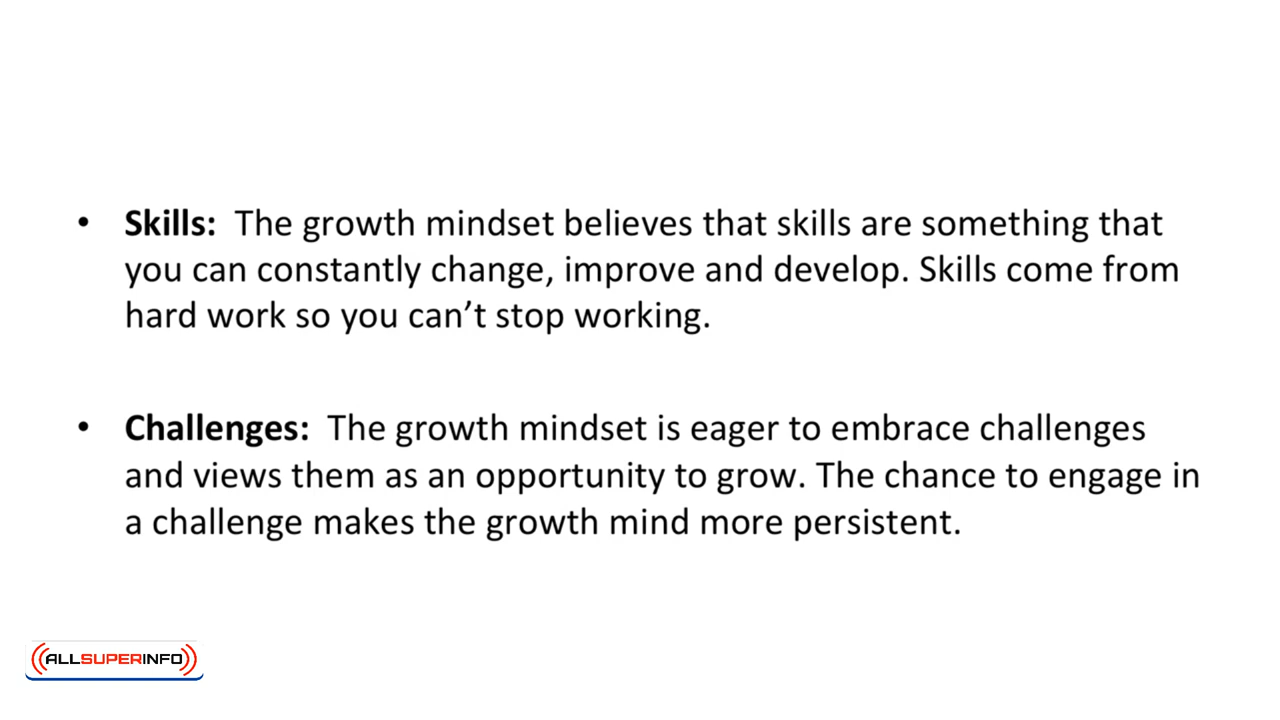 • Skills: The growth mindset believes that skills are something that
you can constantly change, improve and develop. Skills come from
hard work so you can’t stop working.
• Challenges: The growth mindset is eager to embrace challenges
and views them as an opportunity to grow. The chance to engage in
a challenge makes the growth mind more persistent.
ALLSUPERINFO